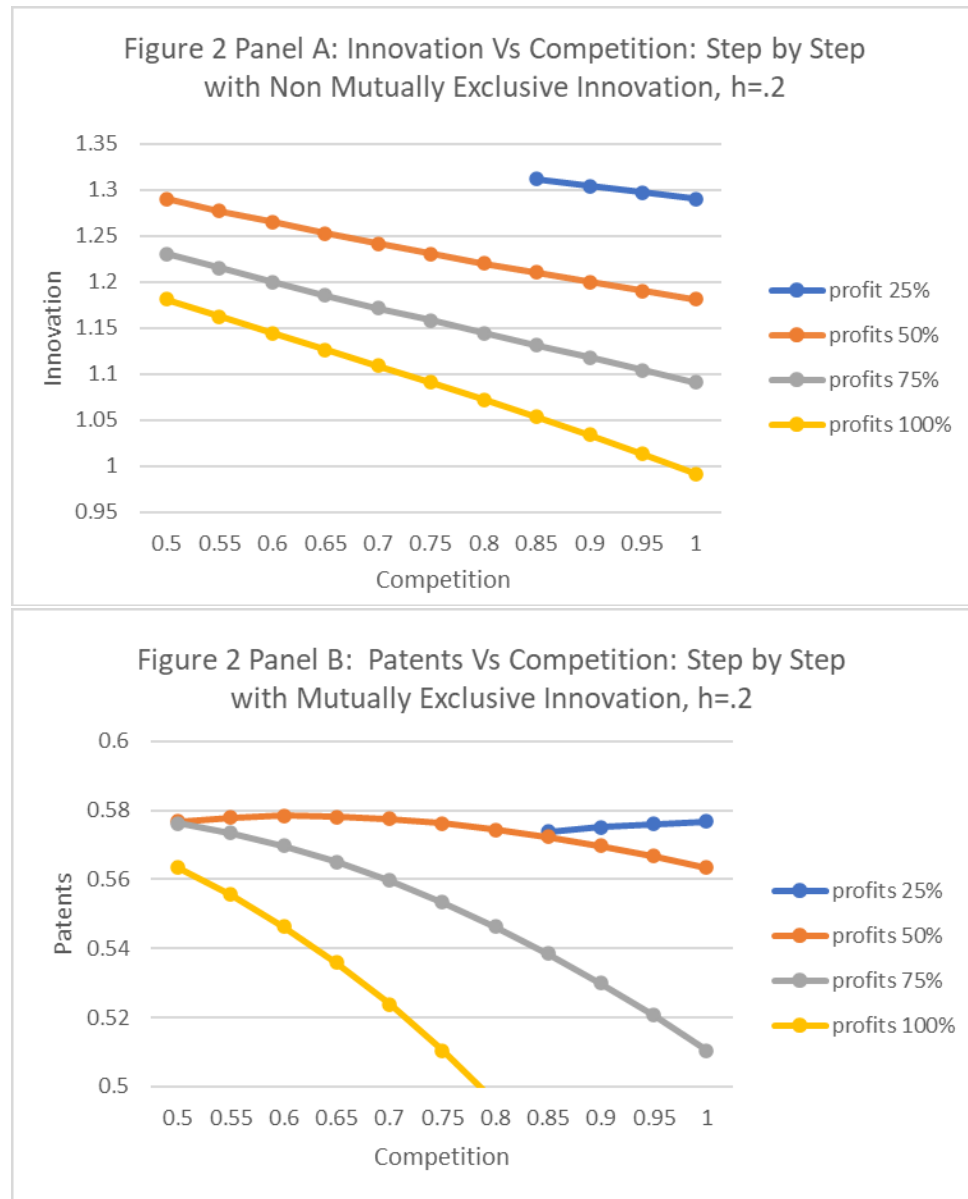 Figure 2 Panel A: Innovation Vs Competition: Step by Step
with Non Mutually Exclusive Innovation, h=.2
1.35
1.3
1.25
1.2
1.15
1.1
1.05
1
0.95
Innovation
0.5 0.55 0.6 0.65 0.7 0.75 0.8 0.85 0.9 0.95 1
Competition
profit 25%
profits 50%
profits 75%
profits 100%
Figure 2 Panel B: Patents Vs Competition: Step by Step
with Mutually Exclusive Innovation, h=.2
0.6
0.58
0.56
0.54
0.52
0.5
Patents
0.5 0.55 0.6 0.65 0.7 0.75 0.8 0.85 0.9 0.95 1
Competition
profits 25%
profits 50%
profits 75%
profits 100%